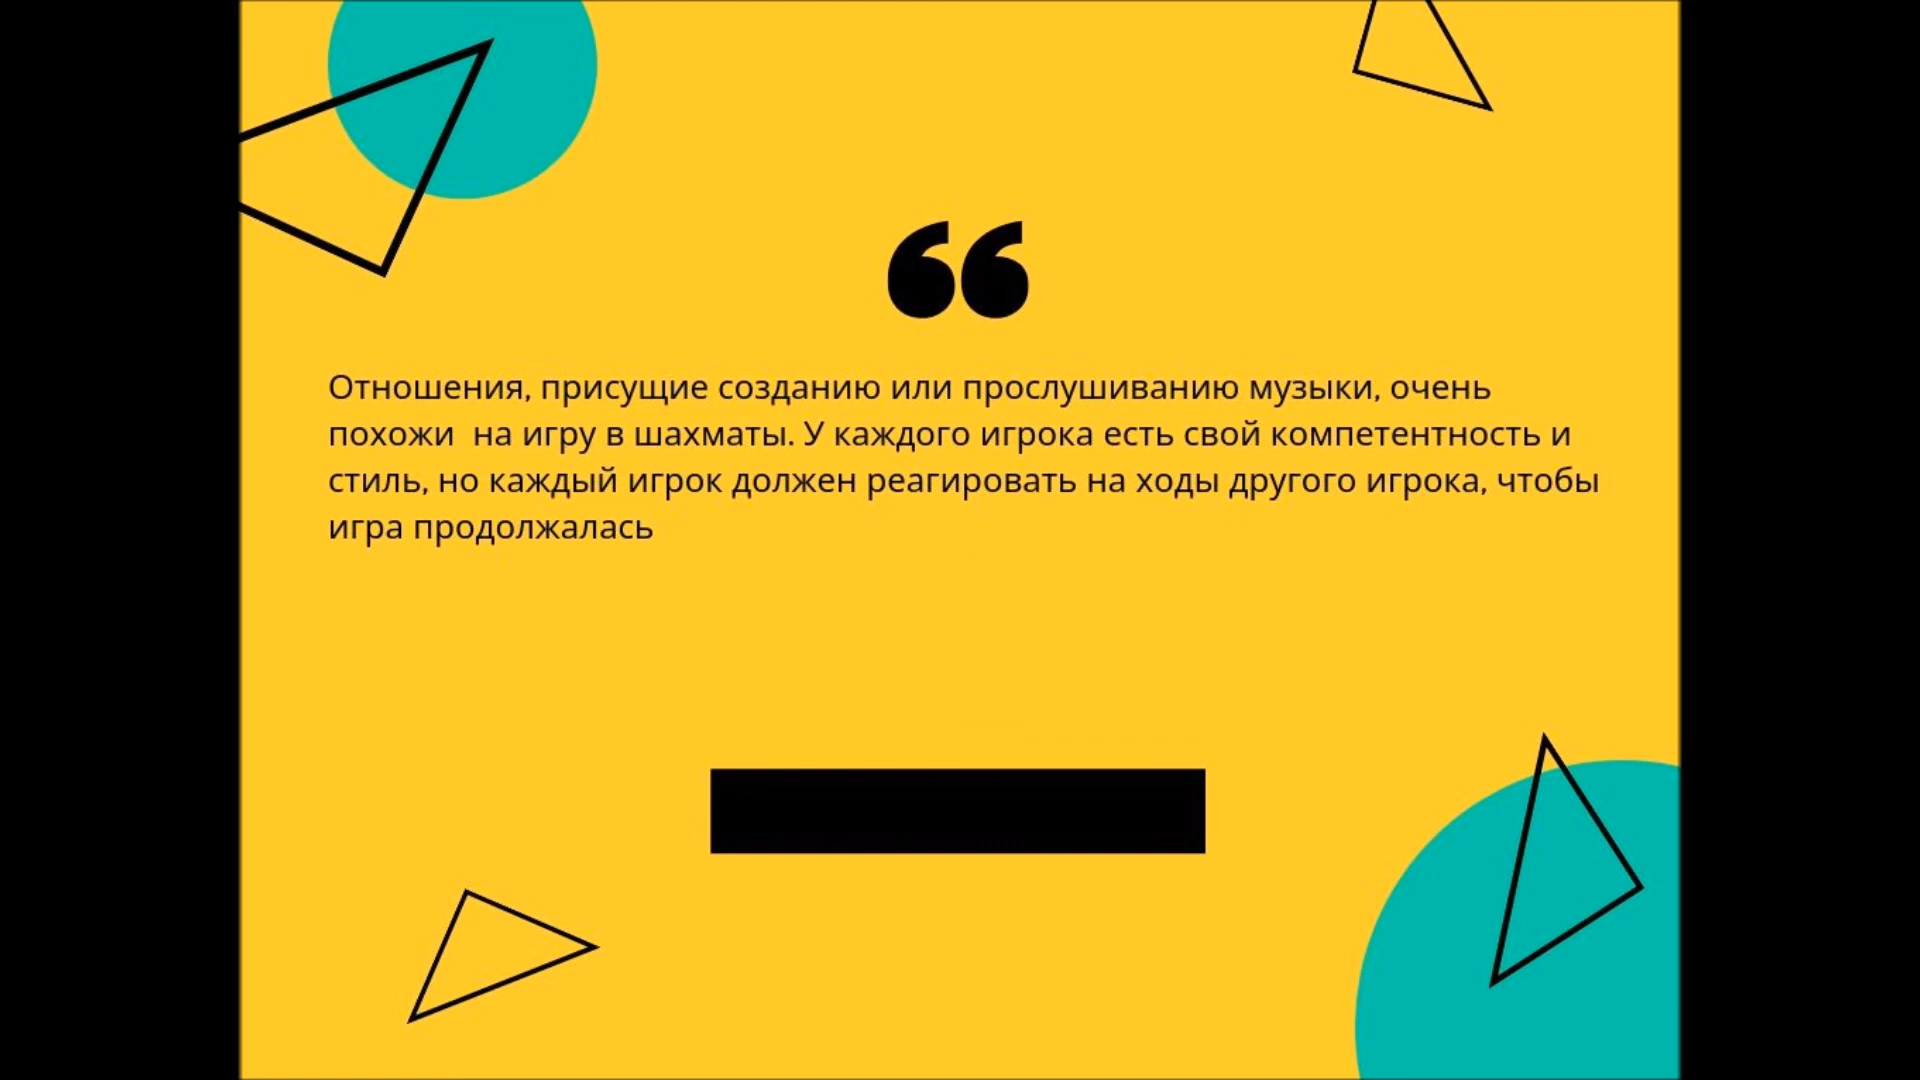 Отношения, присущие созданию или прослушиванию музыки, очень
похожи  на игру в шахматы. У каждого игрока есть свой компетентность и
стиль, но каждый игрок должен реагировать на ходы другого игрока, чтобы
игра продолжалась